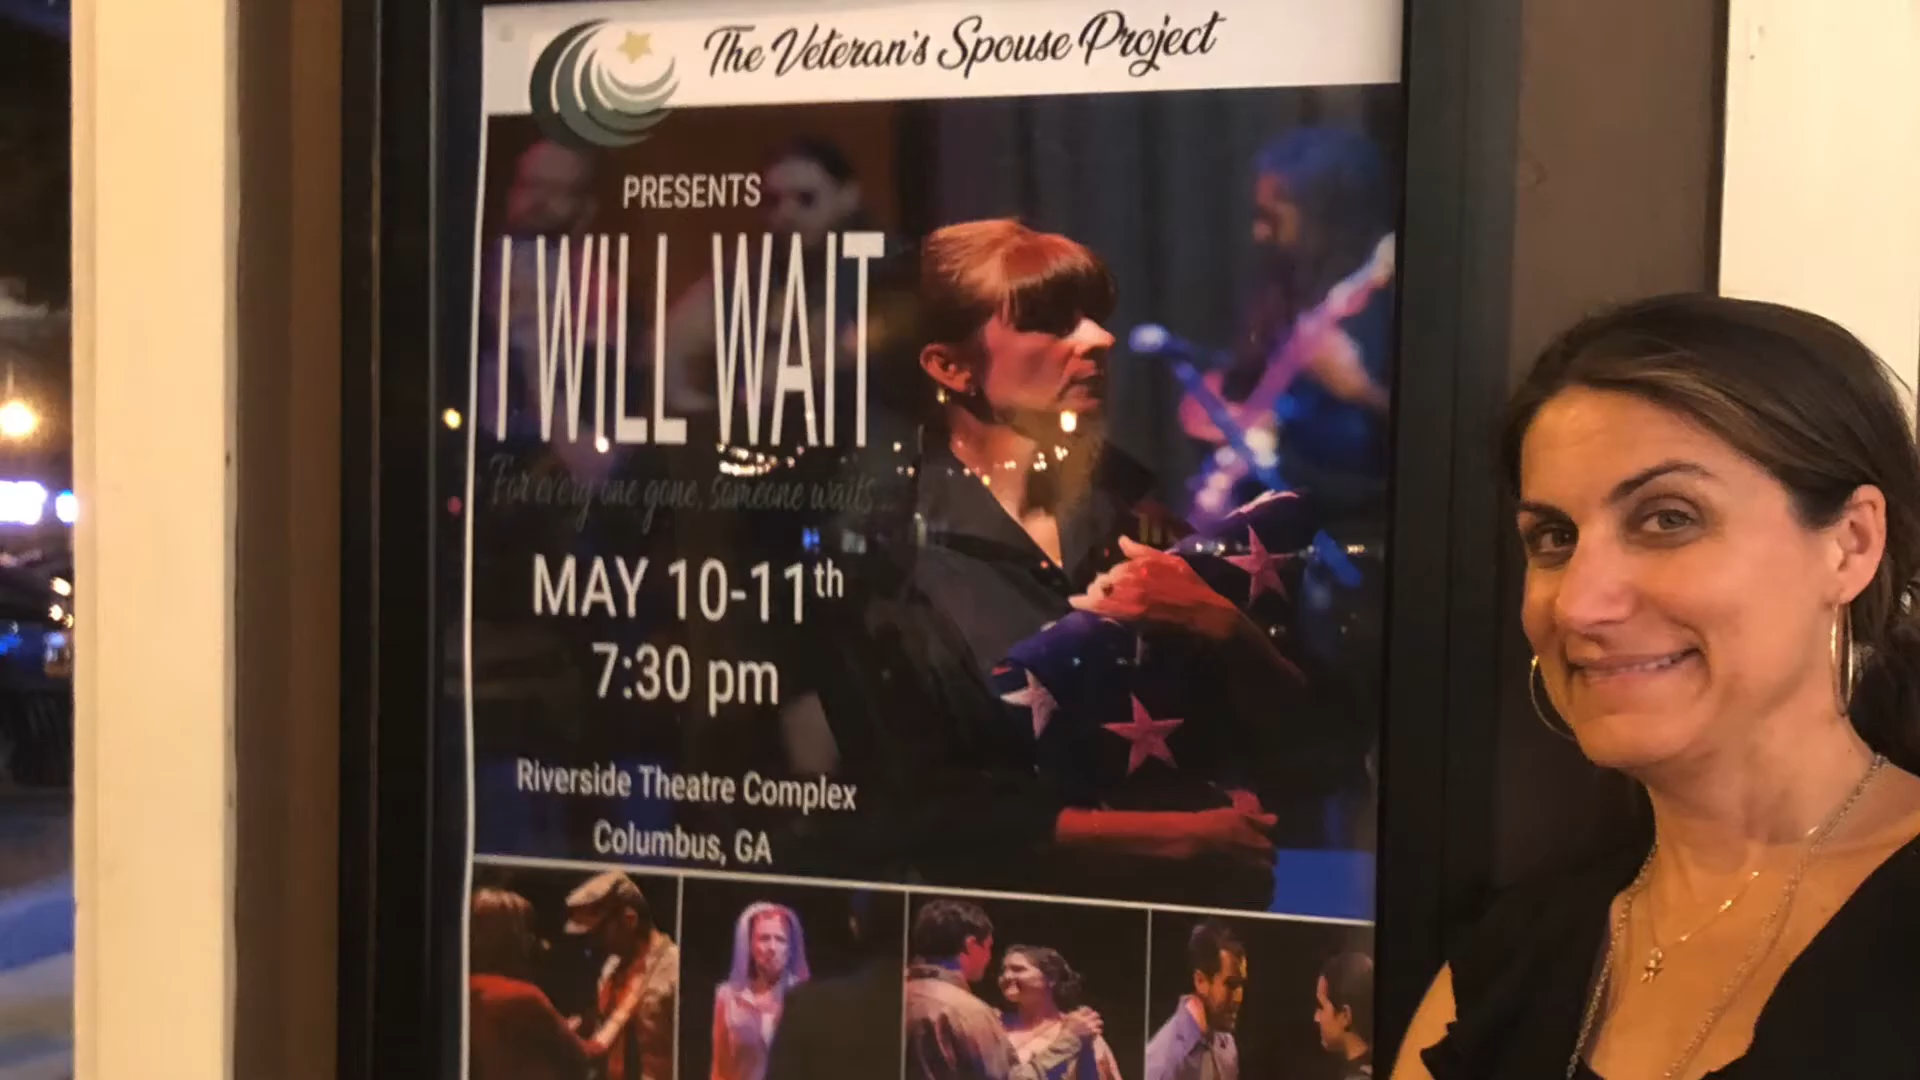 The Veteran's Spouse Project
PRESENTS
I WILL WAIT
For every one gone, someone waits...
MAY 10-11th
7:30 pm
Riverside Theatre Complex
Columbus, GA